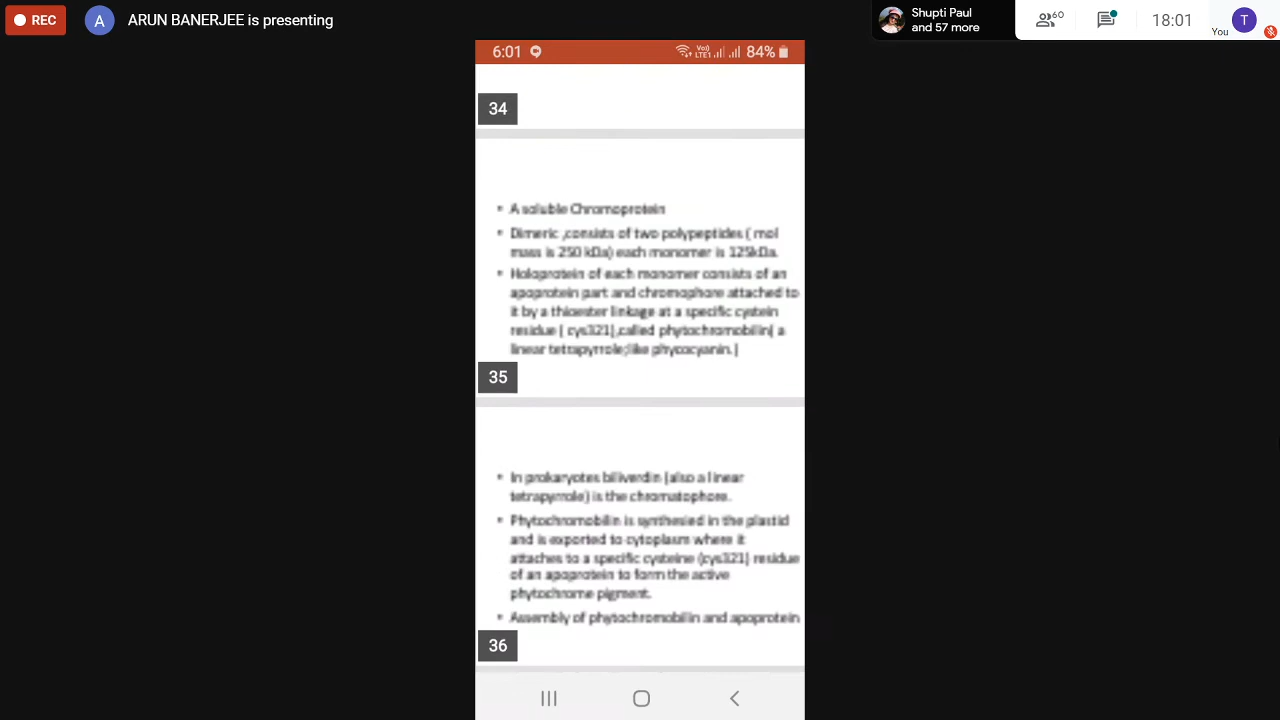 REC
A
ARUN BANERJEE is presenting
Shupti Paul
and 57 more
60
18:01
T
You
6:01
Vo)
LTE1
84%
34
• A soluble Chromoprotein
• Dimeric ,consists of two polypeptides ( mol
mass is 250 kDa) each monomer is 125kDa.
• Holoprotein of each monomer consists of an
apoprotein part and chromophore attached to
it by a thioester linkage at a specific cystein
residue ( cys321),called phytochromobilin( a
linear tetrapyrrole;like phycocyanin. )
35
• In prokaryotes biliverdin (also a linear
tetrapyrrole) is the chromatophore.
• Phytochromobilin is synthesied in the plastid
and is exported to cytoplasm where it
attaches to a specific cysteine (cys321) residue
of an apoprotein to form the active
phytochrome pigment.
• Assembly of phytochromobilin and apoprotein
36